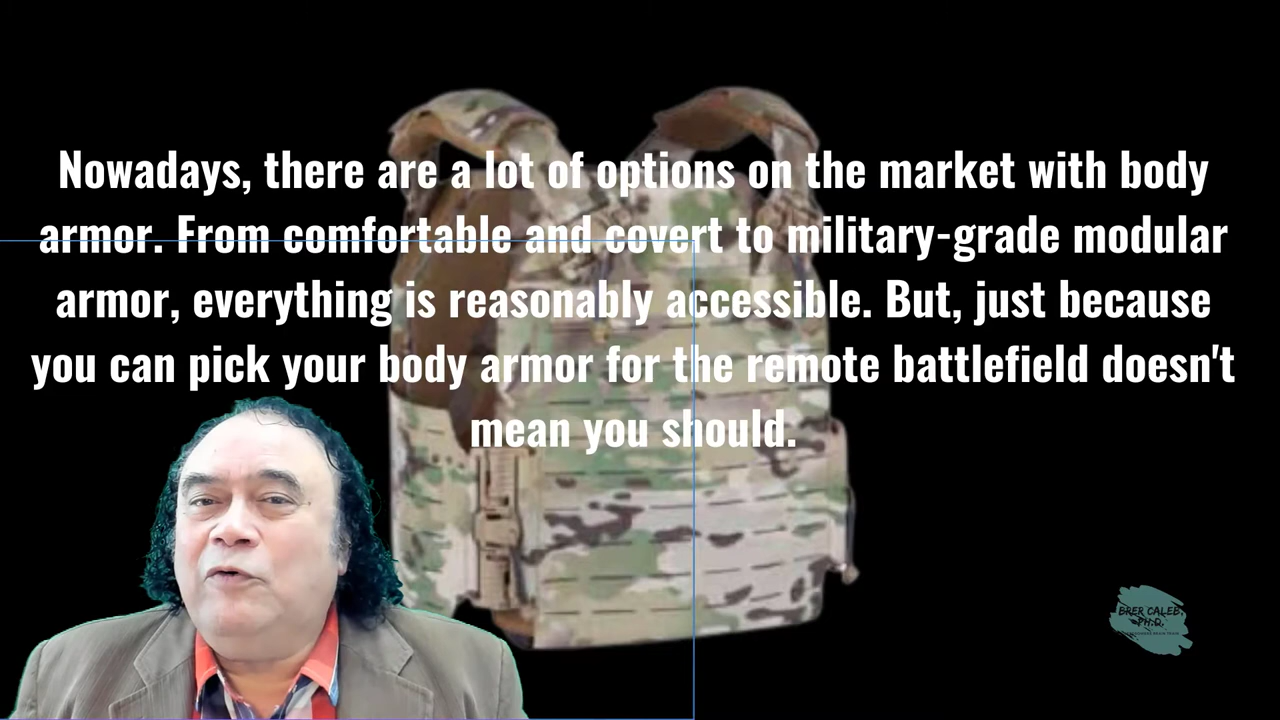 Nowadays, there are a lot of options on the market with body
armor. From comfortable and covert to military-grade modular
armor, everything is reasonably accessible. But, just because
you can pick your body armor for the remote battlefield doesn't
mean you should.
BRER CALEB,
PH.D.